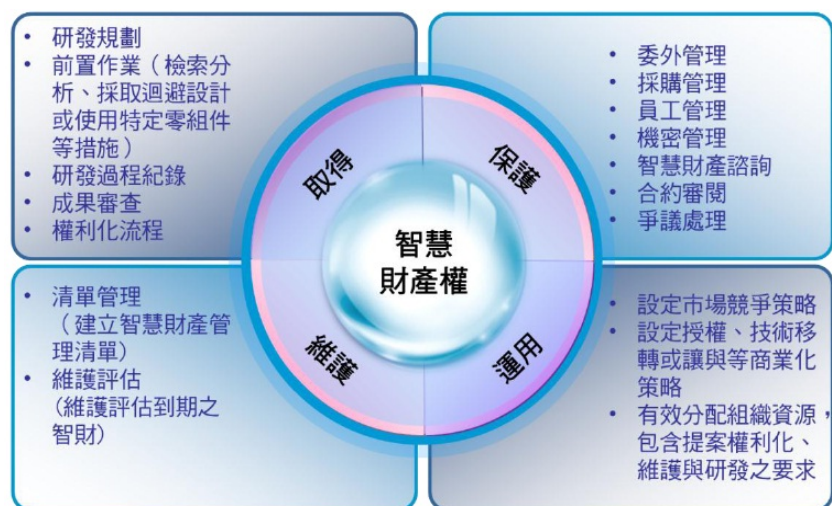 • 研發規劃
• 前置作業（檢索分
析、採取迴避設計
或使用特定零組件
等措施）
• 研發過程紀錄
• 成果審查
• 權利化流程
• 委外管理
• 採購管理
• 員工管理
• 機密管理
• 智慧財產諮詢
• 合約審閱
• 爭議處理
取得
保護
智慧
財產權
維護
運用
• 清單管理
（建立智慧財產管
理清單）
• 維護評估
(維護評估到期之
智財)
• 設定市場競爭策略
• 設定授權、技術移
轉或讓與等商業化
策略
• 有效分配組織資源，
包含提案權利化、
維護與研發之要求